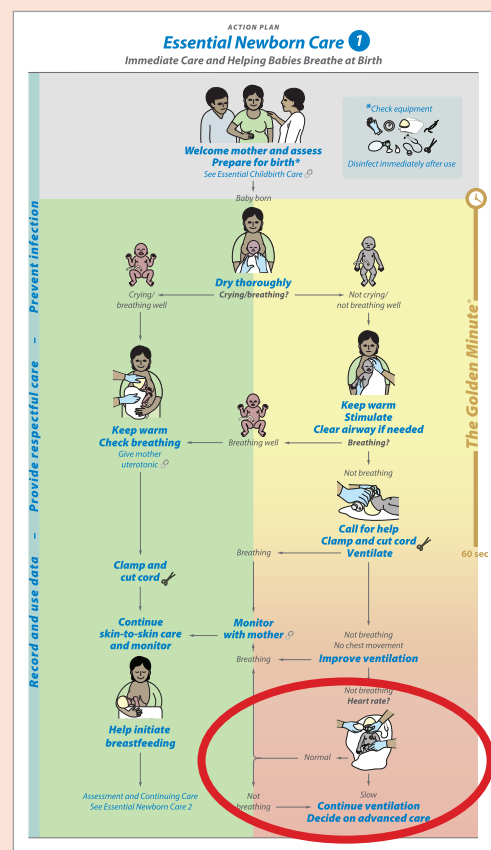 ACTION PLAN
Essential Newborn Care 1
Immediate Care and Helping Babies Breathe at Birth
Welcome mother and assess
Prepare for birth*
See Essential Childbirth Care
*Check equipment
Disinfect immediately after use
Baby born
Dry thoroughly
Crying/breathing?
Crying/
breathing well
Not crying/
not breathing well
Keep warm
Check breathing
Give mother
uterotonic
Breathing well
Keep warm
Stimulate
Clear airway if needed
Breathing?
Not breathing
Call for help
Clamp and cut cord
Ventilate
Breathing
Clamp and
cut cord
Continue
skin-to-skin care
and monitor
Monitor
with mother
Not breathing
No chest movement
Breathing
Improve ventilation
Not breathing
Heart rate?
Help initiate
breastfeeding
Normal
Slow
Assessment and Continuing Care
See Essential Newborn Care 2
Not
breathing
Continue ventilation
Decide on advanced care
Record and use data – Provide respectful care – Prevent infection
The Golden Minute®
60 sec